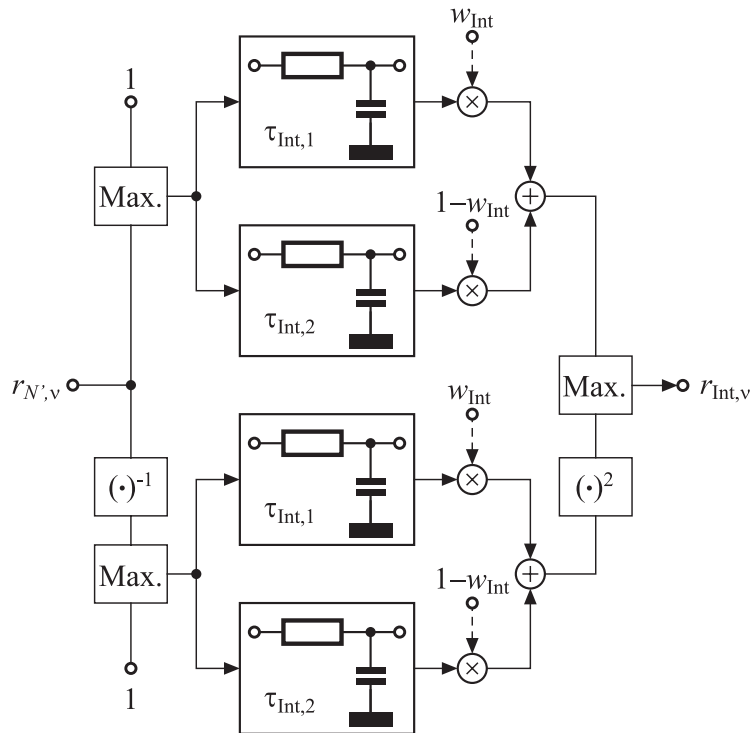 w_Int
1
τ_Int,1
×
Max.
1−w_Int
+
τ_Int,2
×
r_N',ν
Max.
r_Int,ν
w_Int
(·)^-1
τ_Int,1
×
(·)^2
Max.
1−w_Int
+
τ_Int,2
×
1